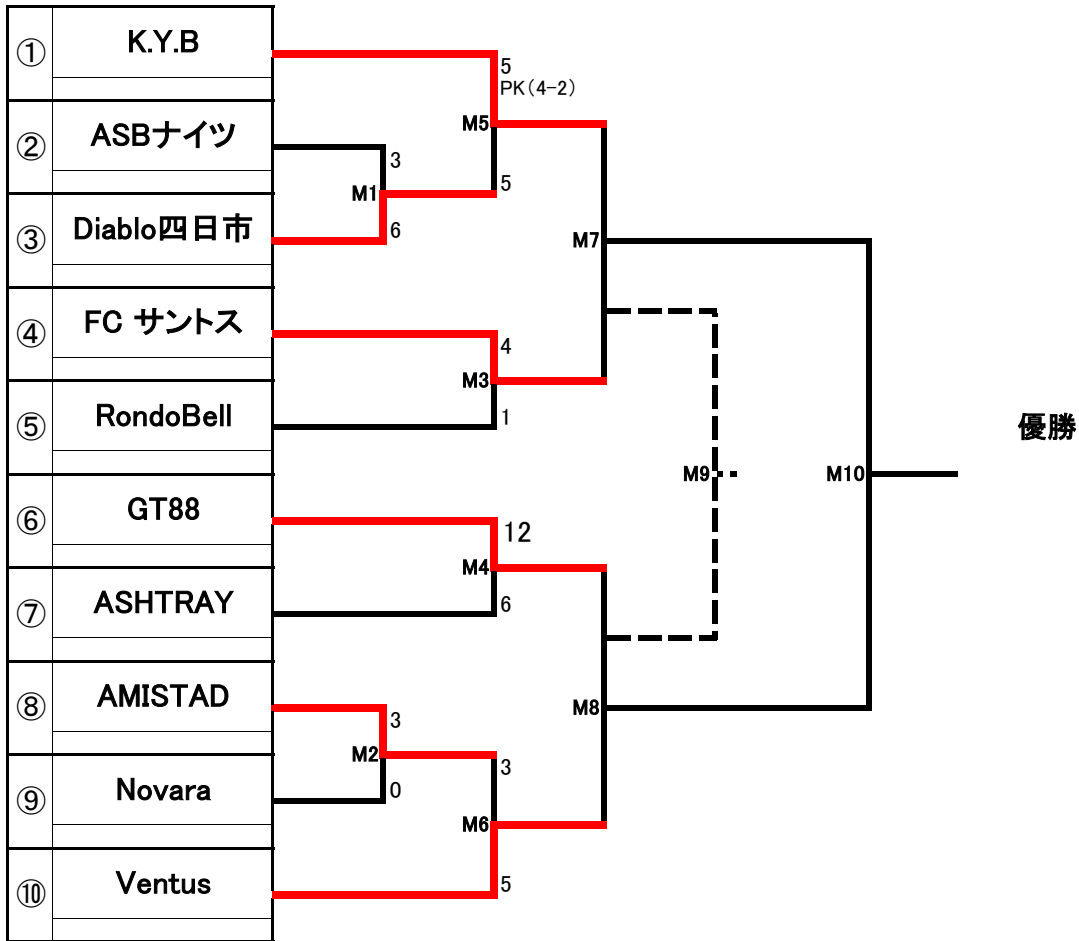 ① K.Y.B
5
PK(4-2)
M5
② ASBナイツ
3
M1
5
③ Diablo四日市
6
M7
④ FC サントス
4
M3
⑤ RondoBell
1
優勝
M9
M10
⑥ GT88
12
M4
⑦ ASHTRAY
6
⑧ AMISTAD
3
M8
M2
3
⑨ Novara
0
M6
⑩ Ventus
5